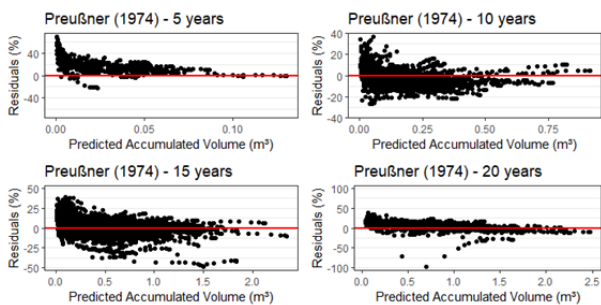 Preußner (1974) - 5 years
Residuals (%)
40
0
-40
0.00 0.05 0.10
Predicted Accumulated Volume (m³)
Preußner (1974) - 10 years
Residuals (%)
40
20
0
-20
-40
0.00 0.25 0.50 0.75
Predicted Accumulated Volume (m³)
Preußner (1974) - 15 years
Residuals (%)
50
25
0
-25
-50
0.0 0.5 1.0 1.5 2.0
Predicted Accumulated Volume (m³)
Preußner (1974) - 20 years
Residuals (%)
100
50
0
-50
-100
0.0 0.5 1.0 1.5 2.0 2.5
Predicted Accumulated Volume (m³)